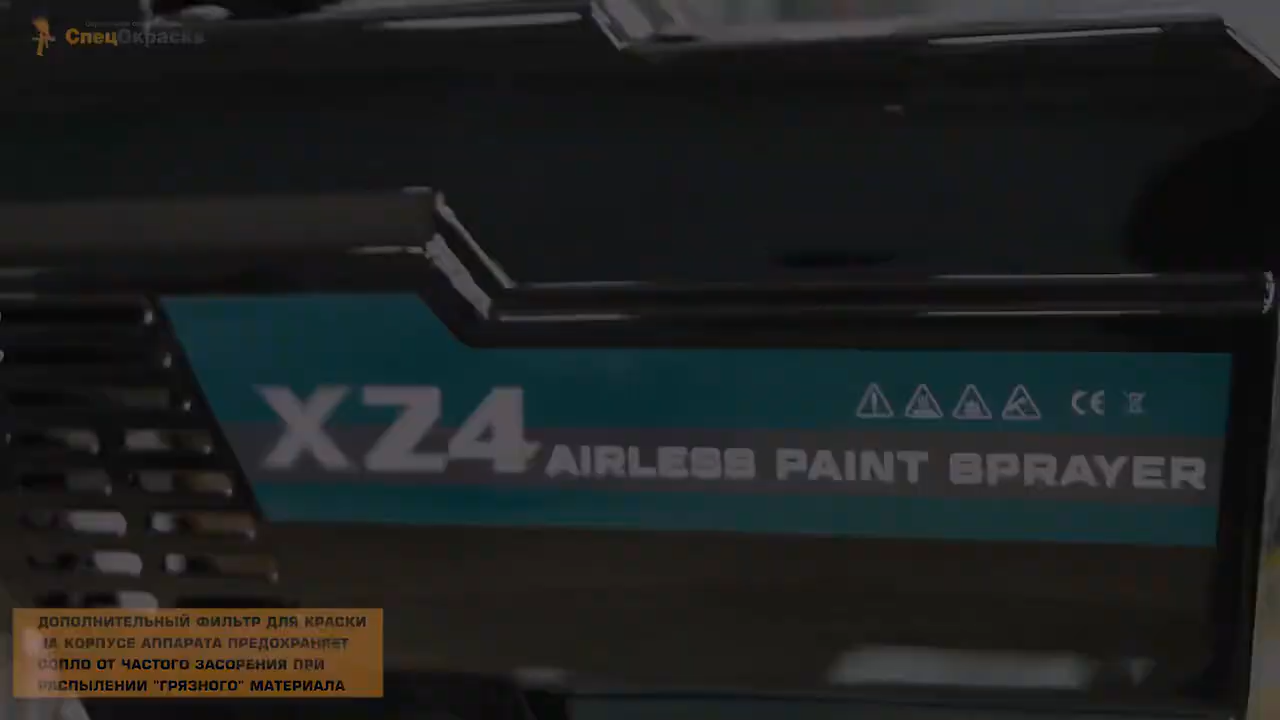 СпецОкраска
XZ4 AIRLESS PAINT SPRAYER
CE
ДОПОЛНИТЕЛЬНЫЙ ФИЛЬТР ДЛЯ КРАСКИ
НА КОРПУСЕ АППАРАТА ПРЕДОХРАНЯЕТ
СОПЛО ОТ ЧАСТОГО ЗАСОРЕНИЯ ПРИ
РАСПЫЛЕНИИ "ГРЯЗНОГО" МАТЕРИАЛА